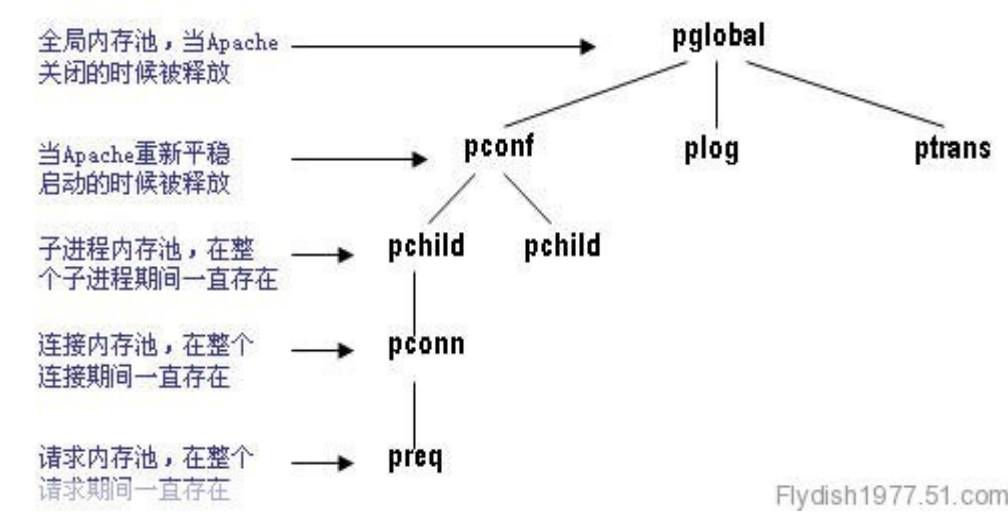 全局内存池，当Apache
关闭的时候被释放
pglobal
当Apache重新平稳
启动的时候被释放
pconf
plog
ptrans
子进程内存池，在整
个子进程期间一直存在
pchild
pchild
连接内存池，在整个
连接期间一直存在
pconn
请求内存池，在整个
请求期间一直存在
preq
Flydish1977.51.com